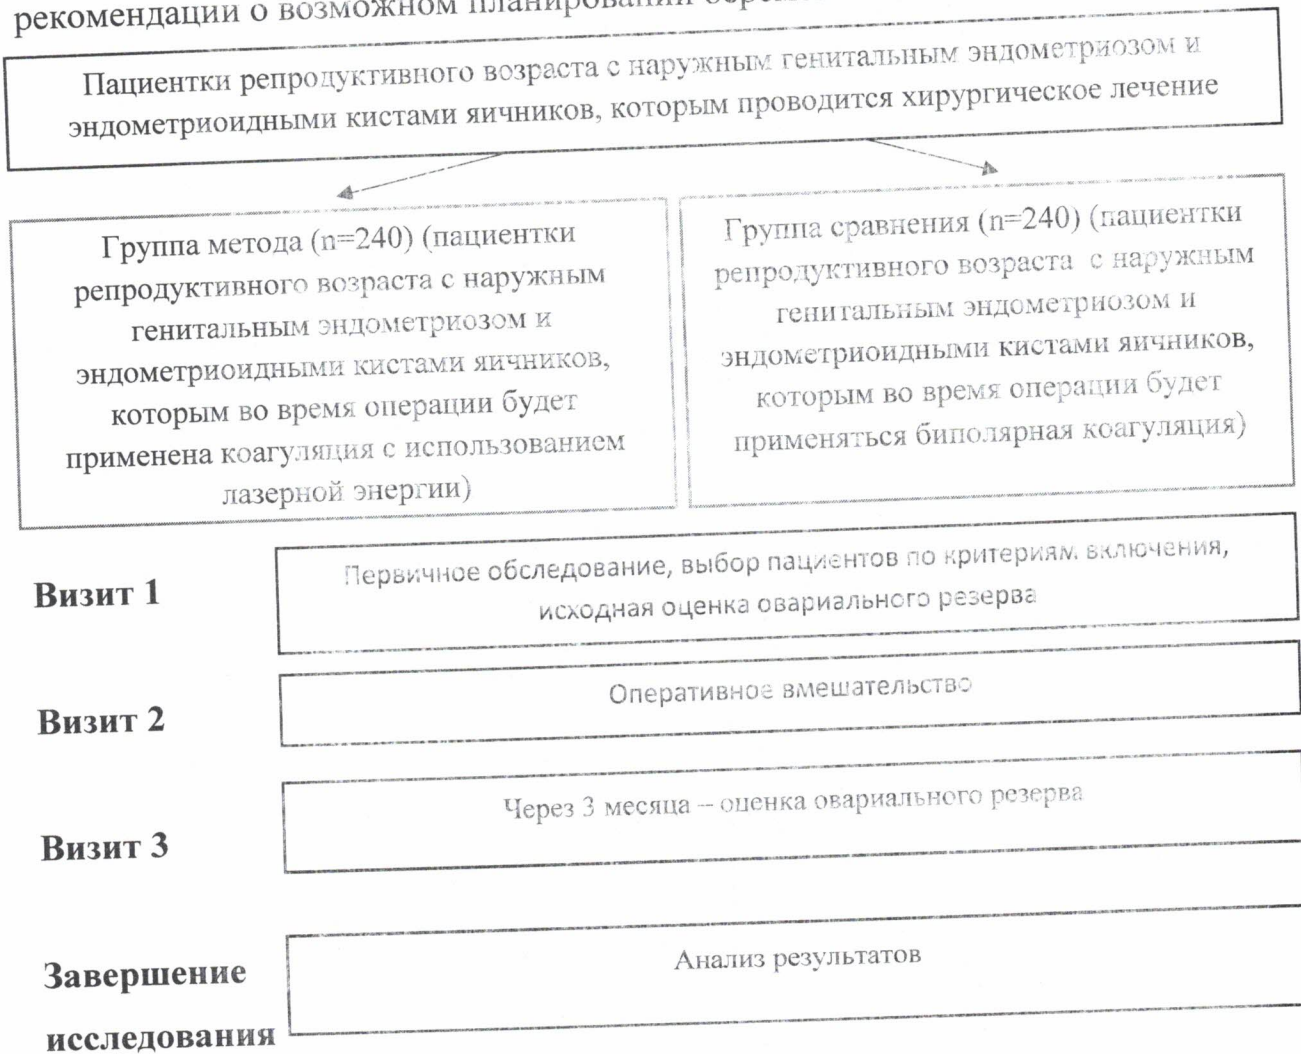 рекомендации о возможном планировании
Пациентки репродуктивного возраста с наружным генитальным эндометриозом и
эндометриоидными кистами яичников, которым проводится хирургическое лечение
Группа метода (n=240) (пациентки
репродуктивного возраста с наружным
генитальным эндометриозом и
эндометриоидными кистами яичников,
которым во время операции будет
применена коагуляция с использованием
лазерной энергии)
Группа сравнения (n=240) (пациентки
репродуктивного возраста с наружным
генитальным эндометриозом и
эндометриоидными кистами яичников,
которым во время операции будет
применяться биполярная коагуляция)
Визит 1
Первичное обследование, выбор пациентов по критериям включения,
исходная оценка овариального резерва
Визит 2
Оперативное вмешательство
Визит 3
Через 3 месяца – оценка овариального резерва
Завершение
исследования
Анализ результатов